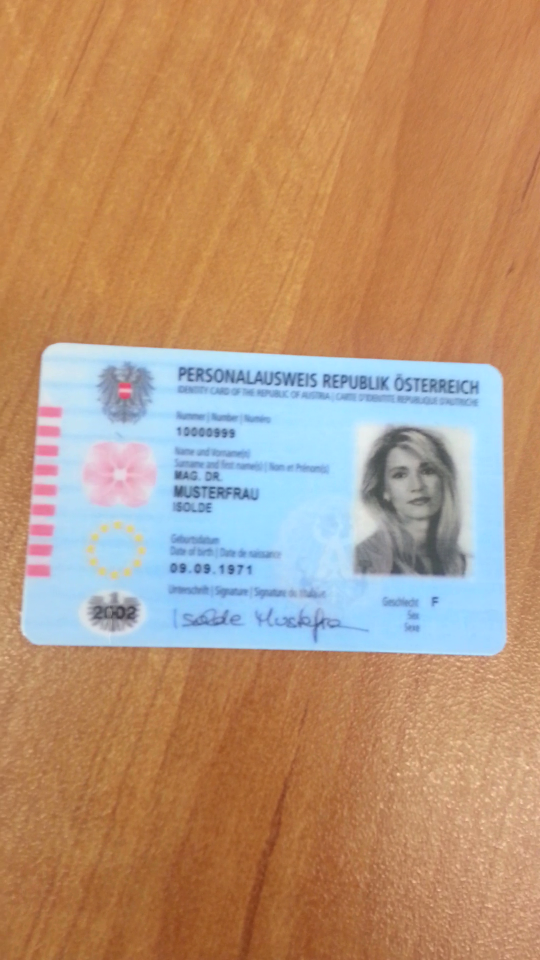 PERSONALAUSWEIS REPUBLIK ÖSTERREICH
IDENTITY CARD OF THE REPUBLIC OF AUSTRIA | CARTE D'IDENTITE REPUBLIQUE D'AUTRICHE
Nummer | Number | Numéro
10000999
Name und Vorname(n)
Surname and first name(s) | Nom et Prénom(s)
MAG. DR.
MUSTERFRAU
ISOLDE
Geburtsdatum
Date of birth | Date de naissance
09.09.1971
Unterschrift | Signature | Signature du titulaire
Isolde Musterfrau
Geschlecht F
Sex
Sexe
2002